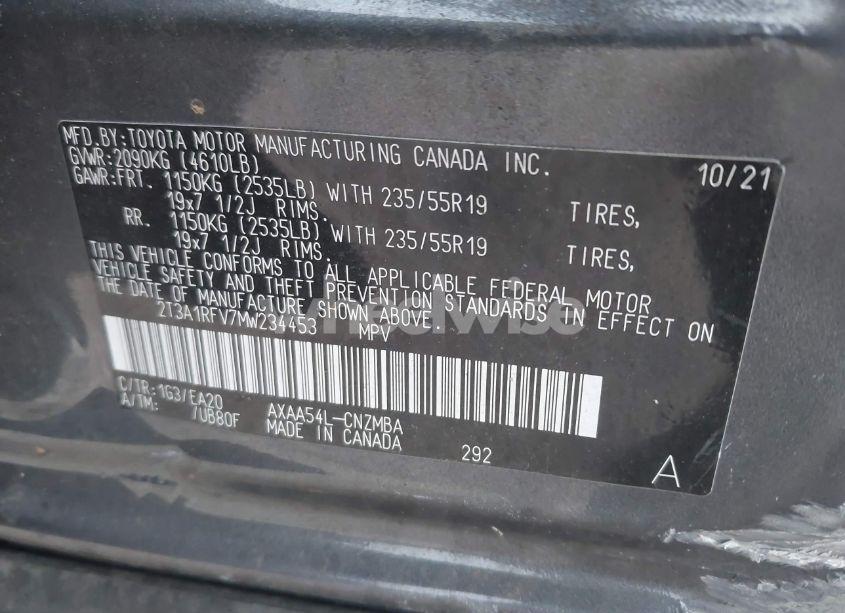 MFD.BY:TOYOTA MOTOR MANUFACTURING CANADA INC. 10/21
GVWR:2090KG (4610LB)
GAWR:FRT. 1150KG (2535LB) WITH 235/55R19 TIRES,
19x7 1/2J RIMS.
RR. 1150KG (2535LB) WITH 235/55R19 TIRES,
19x7 1/2J RIMS.
THIS VEHICLE CONFORMS TO ALL APPLICABLE FEDERAL MOTOR
VEHICLE SAFETY AND THEFT PREVENTION STANDARDS IN EFFECT ON
THE DATE OF MANUFACTURE SHOWN ABOVE.
2T3A1RFV7MW234453 MPV
C/TR:1G3/EA20 AXAA54L-CNZMBA
A/TM: /UB80F MADE IN CANADA 292
A